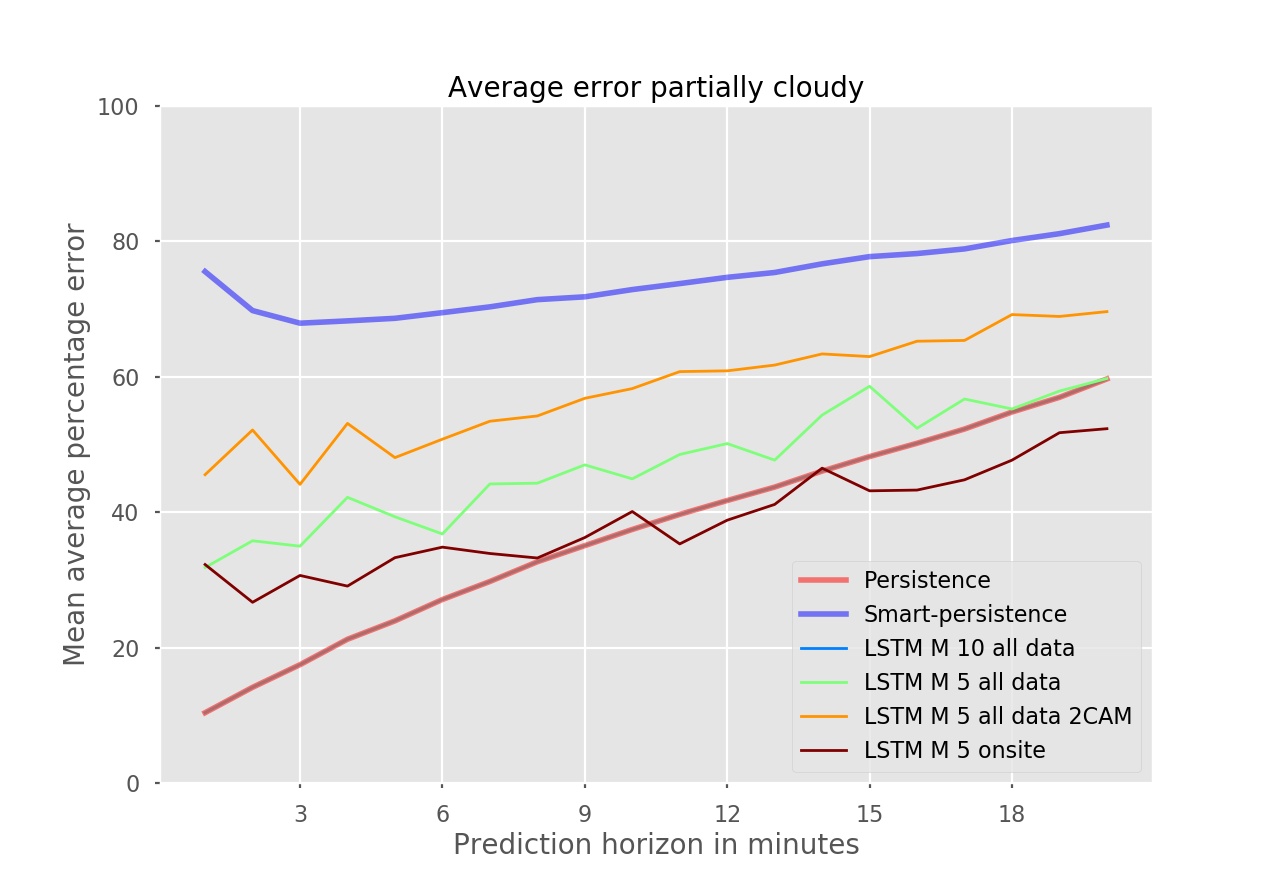 Average error partially cloudy
Mean average percentage error
100
80
60
40
20
0
3 6 9 12 15 18
Prediction horizon in minutes
Persistence
Smart-persistence
LSTM M 10 all data
LSTM M 5 all data
LSTM M 5 all data 2CAM
LSTM M 5 onsite